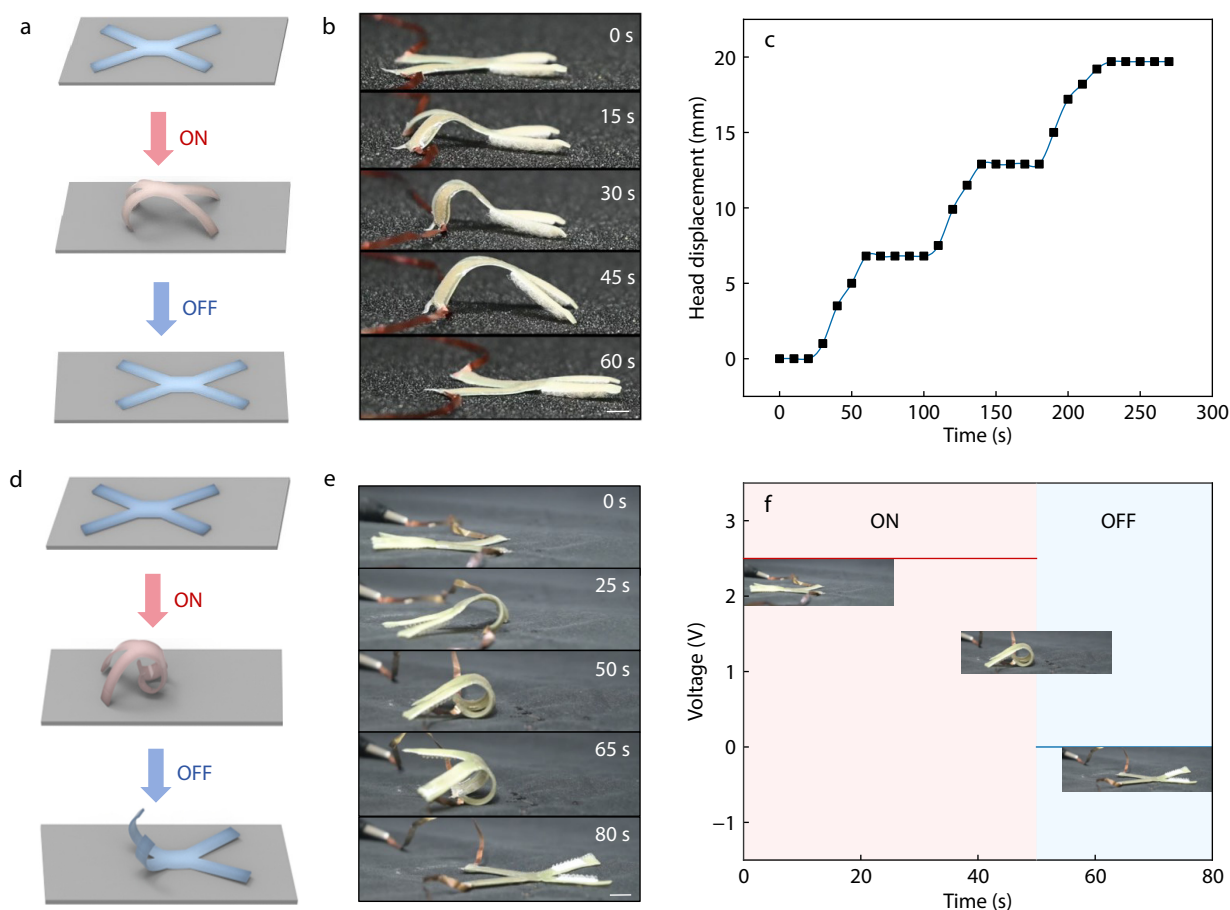 a
ON
OFF
b
0 s
15 s
30 s
45 s
60 s
c
Head displacement (mm)
20
15
10
5
0
0
50
100
150
200
250
300
Time (s)
d
ON
OFF
e
0 s
25 s
50 s
65 s
80 s
f
ON
OFF
Voltage (V)
3
2
1
0
−1
0
20
40
60
80
Time (s)